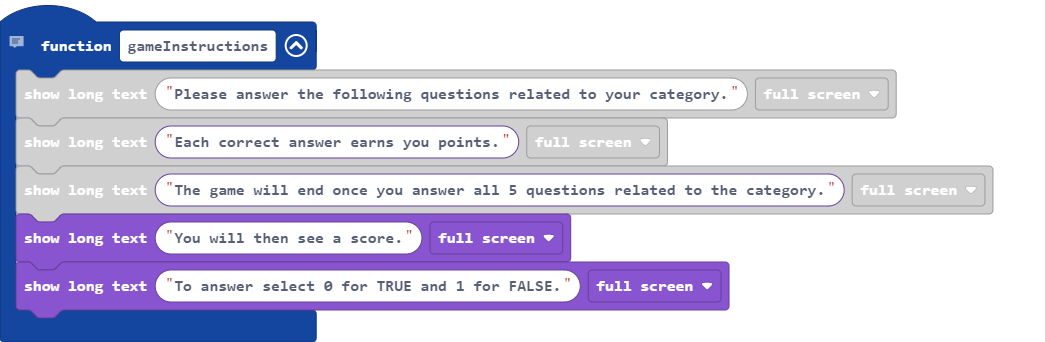 function gameInstructions
show long text "Please answer the following questions related to your category." full screen
show long text "Each correct answer earns you points." full screen
show long text "The game will end once you answer all 5 questions related to the category." full screen
show long text "You will then see a score." full screen
show long text "To answer select 0 for TRUE and 1 for FALSE." full screen